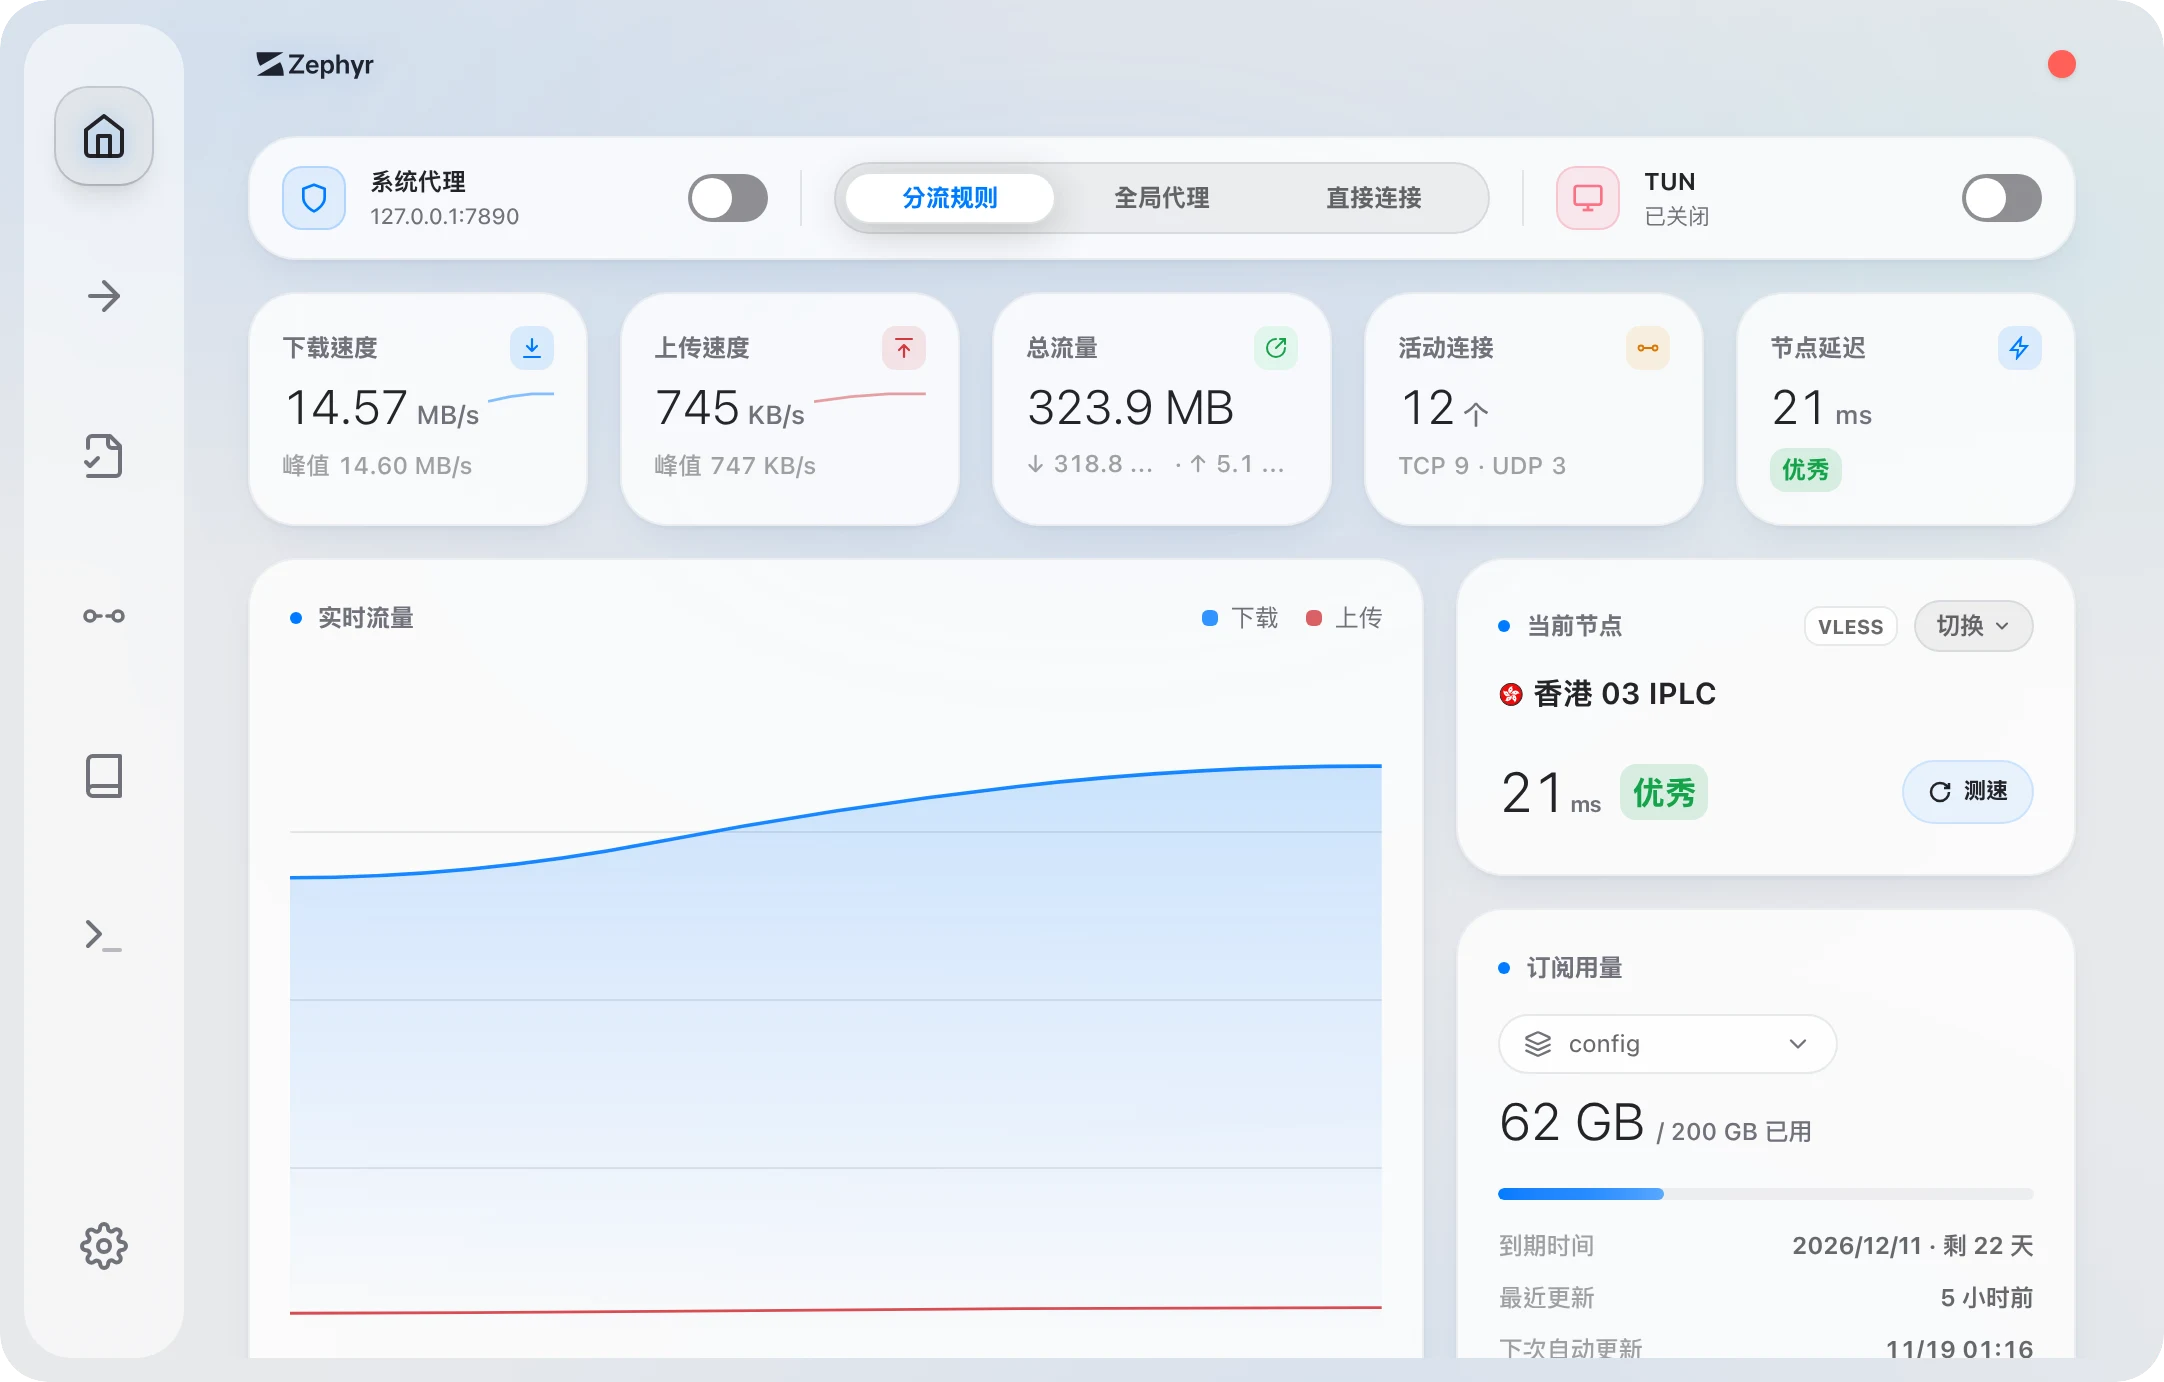 Zephyr
系统代理
127.0.0.1:7890
分流规则
全局代理
直接连接
TUN
已关闭
下载速度
14.57 MB/s
峰值 14.60 MB/s
上传速度
745 KB/s
峰值 747 KB/s
总流量
323.9 MB
↓ 318.8 ... · ↑ 5.1 ...
活动连接
12 个
TCP 9 · UDP 3
节点延迟
21 ms
优秀
实时流量
下载
上传
当前节点
VLESS
切换
香港 03 IPLC
21 ms 优秀
测速
订阅用量
config
62 GB / 200 GB 已用
到期时间 2026/12/11 · 剩 22 天
最近更新 5 小时前
下次自动更新 11/19 01:16